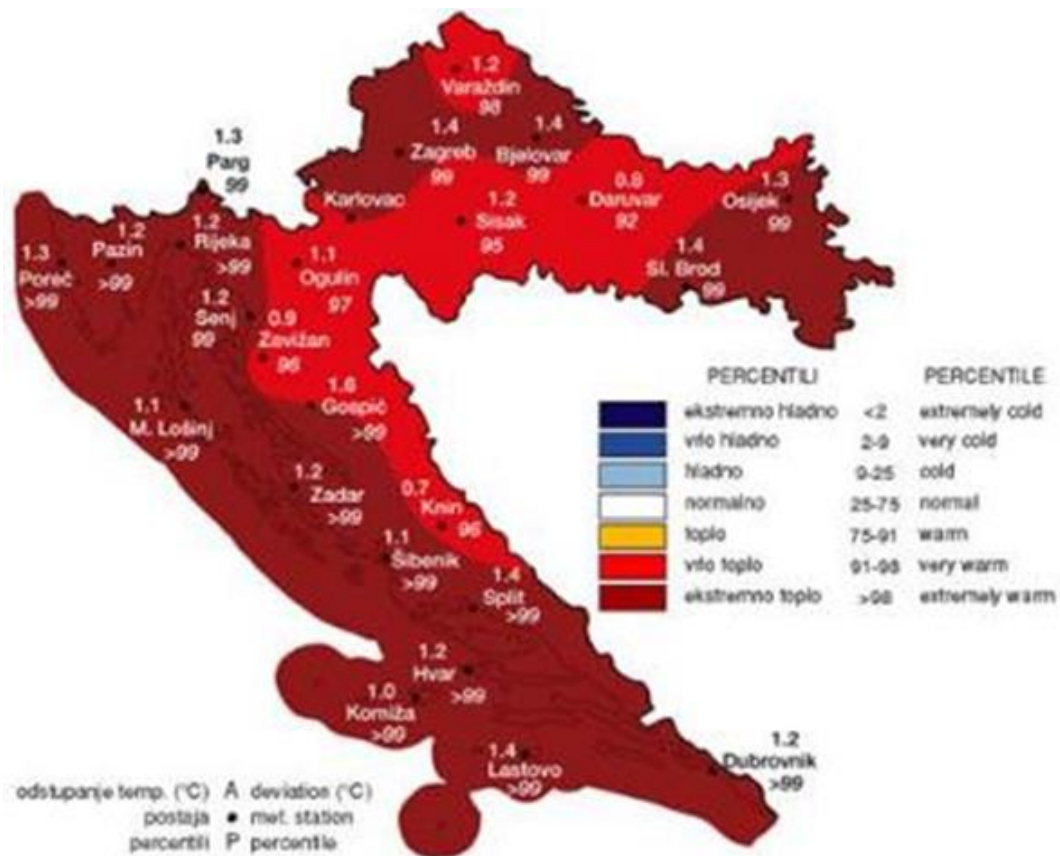 1.2
Varaždin
98
1.4
Zagreb
99
1.4
Bjelovar
99
1.3
Parg
99
Karlovac
1.2
Sisak
95
0.8
Daruvar
92
1.3
Osijek
99
1.4
Sl. Brod
99
1.3
Poreč
>99
1.2
Pazin
>99
1.2
Rijeka
>99
1.1
Ogulin
97
1.2
Senj
99
0.9
Zavižan
96
1.6
Gospić
>99
1.1
M. Lošinj
>99
1.2
Zadar
>99
0.7
Knin
96
1.1
Šibenik
>99
1.4
Split
>99
1.2
Hvar
>99
1.0
Komiža
>99
1.4
Lastovo
>99
1.2
Dubrovnik
>99
PERCENTILI PERCENTILE
ekstremno hladno <2 extremely cold
vrlo hladno 2-9 very cold
hladno 9-25 cold
normalno 25-75 normal
toplo 75-91 warm
vrlo toplo 91-98 very warm
ekstremno toplo >98 extremely warm
odstupanje temp. (°C) A deviation (°C)
postaja ● met. station
percentili P percentile